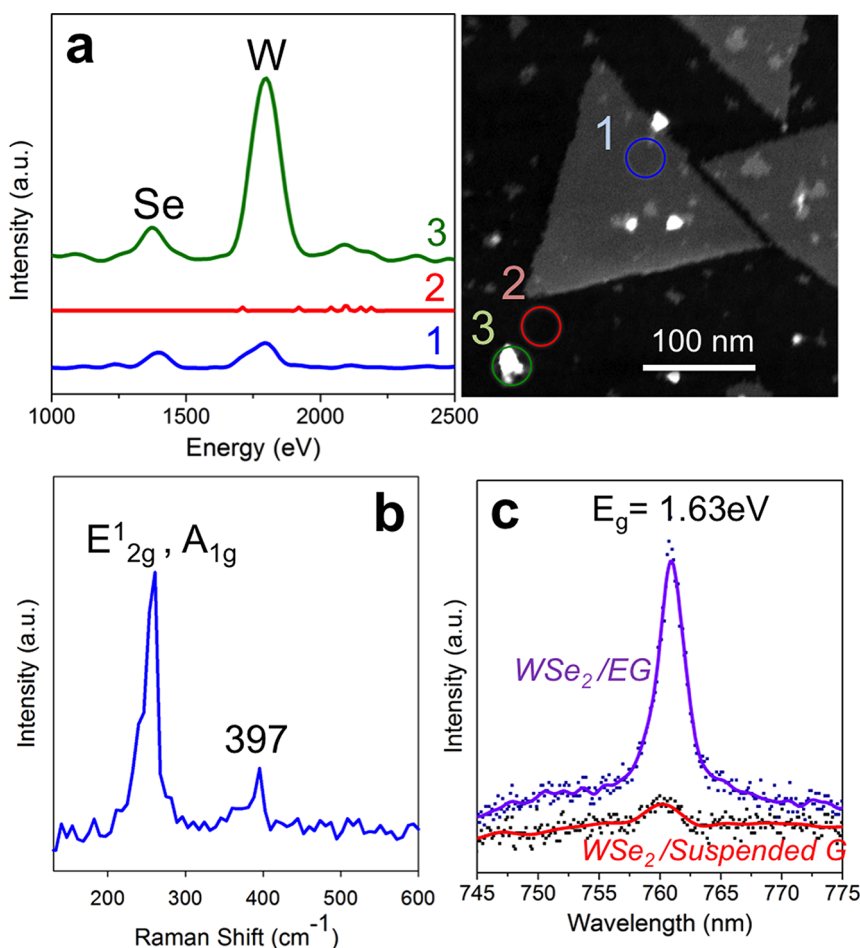 a
W
Se
3
2
1
Intensity (a.u.)
1000 1500 2000 2500
Energy (eV)
1
2
3
100 nm
b
E¹2g , A1g
397
Intensity (a.u.)
200 300 400 500 600
Raman Shift (cm⁻¹)
c
Eg= 1.63eV
WSe₂/EG
WSe₂/Suspended G
Intensity (a.u.)
745 750 755 760 765 770 775
Wavelength (nm)